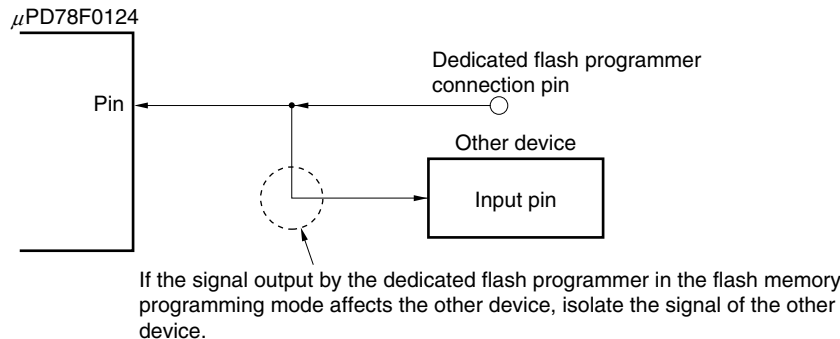 μPD78F0124
Dedicated flash programmer
connection pin
Pin
Other device
Input pin
If the signal output by the dedicated flash programmer in the flash memory
programming mode affects the other device, isolate the signal of the other
device.